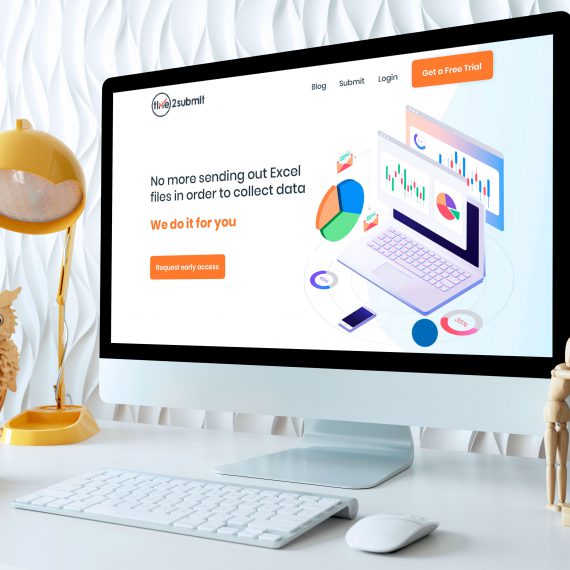 time2submit
Blog Submit Login Get a Free Trial
No more sending out Excel
files in order to collect data
We do it for you
Request early access